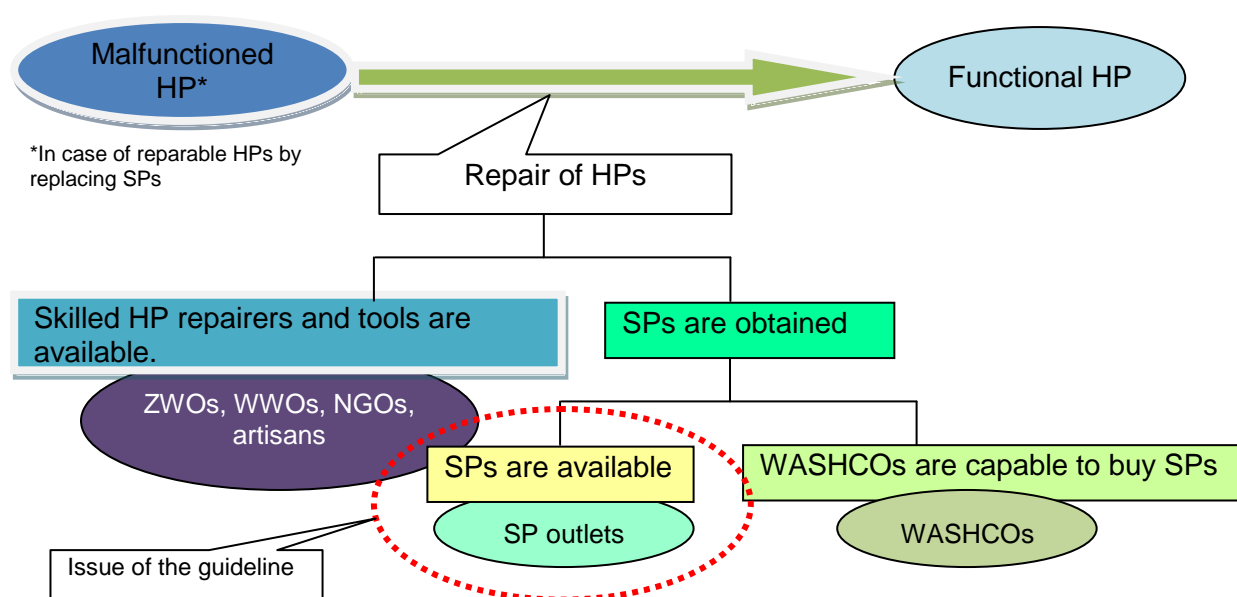 Malfunctioned
HP*
Functional HP
*In case of reparable HPs by
replacing SPs
Repair of HPs
Skilled HP repairers and tools are
available.
SPs are obtained
ZWOs, WWOs, NGOs,
artisans
SPs are available
WASHCOs are capable to buy SPs
SP outlets
WASHCOs
Issue of the guideline